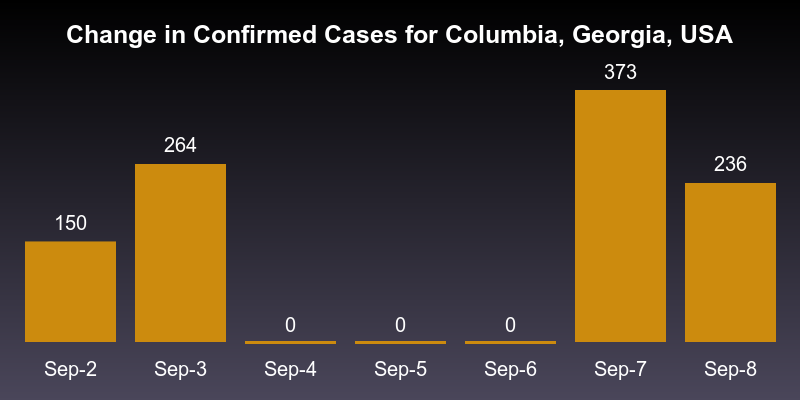 Change in Confirmed Cases for Columbia, Georgia, USA
373
264
236
150
0 0 0
Sep-2 Sep-3 Sep-4 Sep-5 Sep-6 Sep-7 Sep-8